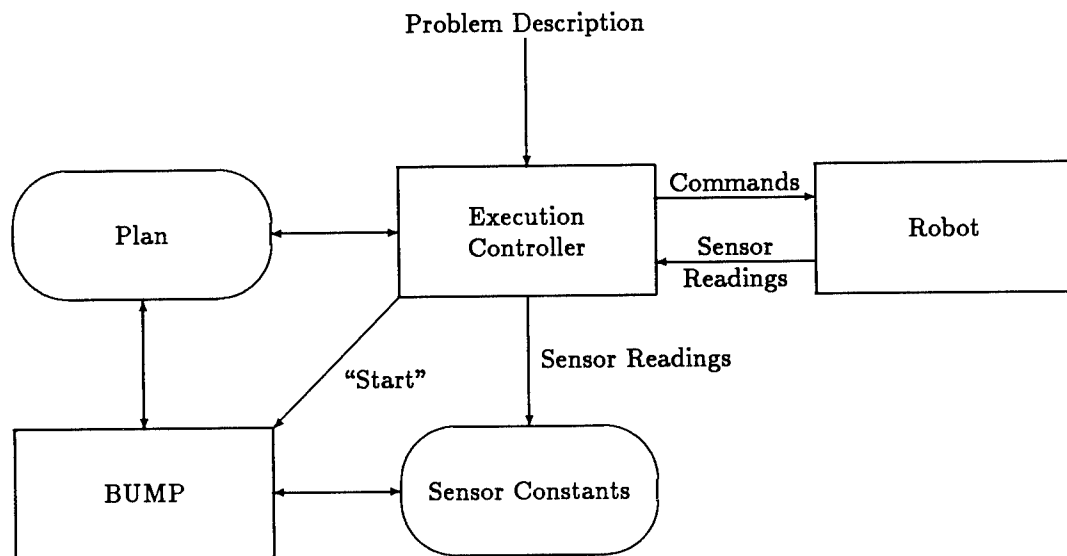 Problem Description
Commands
Execution
Controller
Plan
Robot
Sensor
Readings
Sensor Readings
“Start”
BUMP
Sensor Constants